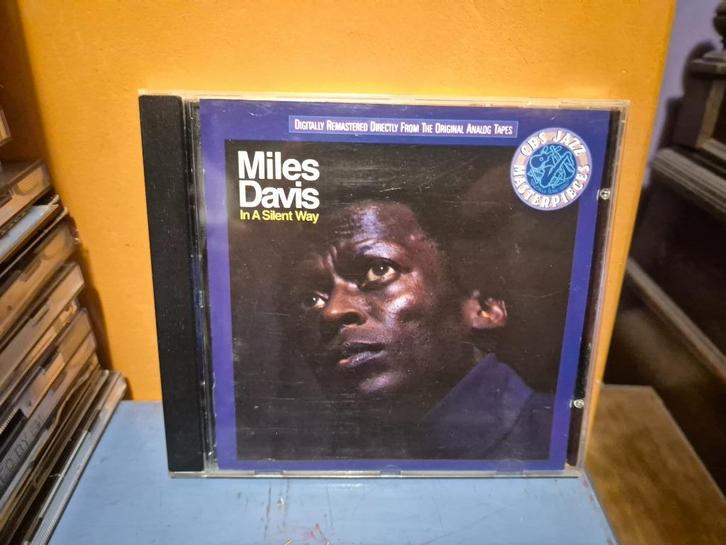 DIGITALLY REMASTERED DIRECTLY FROM THE ORIGINAL ANALOG TAPES
CBS JAZZ
MASTERPIECES
Miles
Davis
In A Silent Way